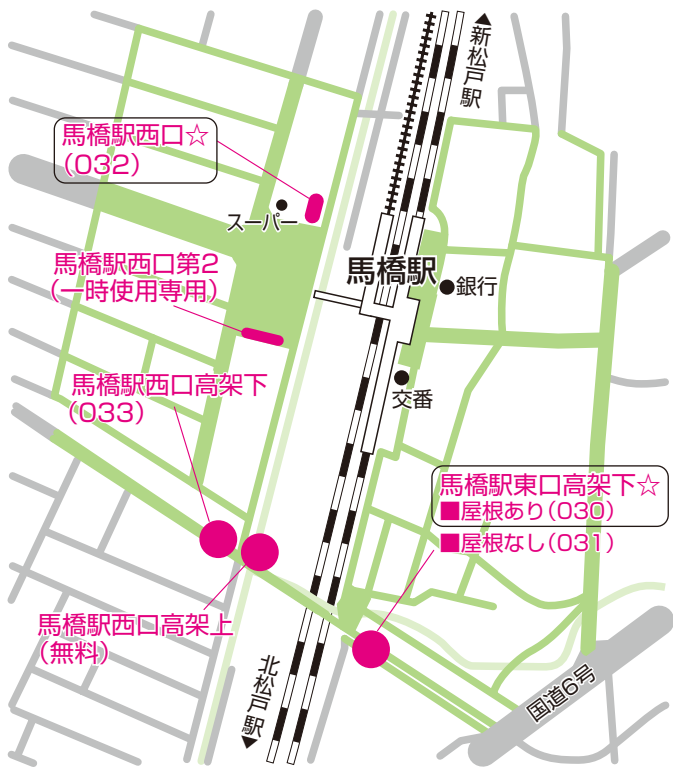 ▲新松戸駅
馬橋駅西口☆
(032)
スーパー
馬橋駅西口第2
(一時使用専用)
馬橋駅
銀行
交番
馬橋駅西口高架下
(033)
馬橋駅東口高架下☆
■屋根あり(030)
■屋根なし(031)
馬橋駅西口高架上
(無料)
北松戸駅▼
国道6号